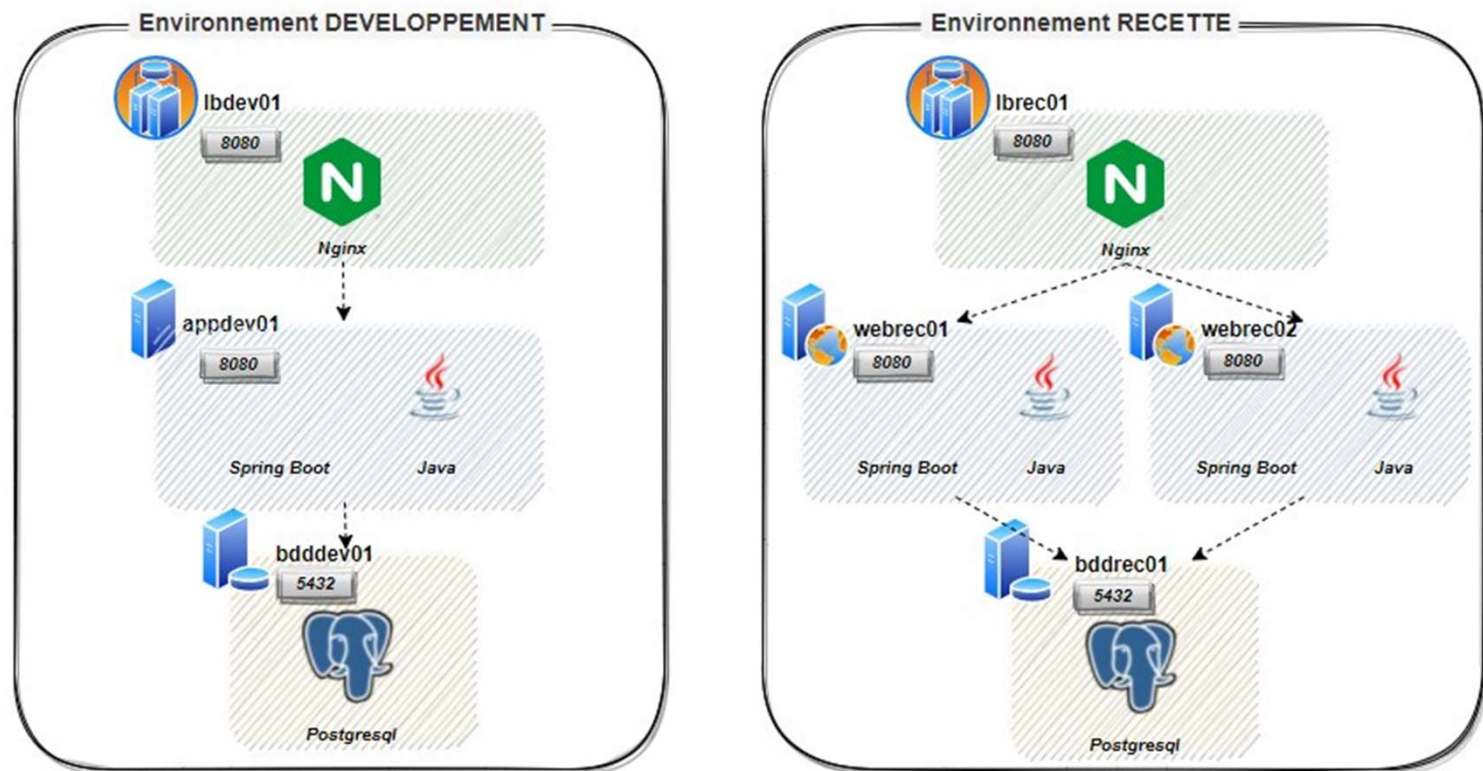 Environnement DEVELOPPEMENT
lbdev01
8080
N
Nginx
appdev01
8080
Spring Boot
Java
bdddev01
5432
Postgresql
Environnement RECETTE
lbrec01
8080
N
Nginx
webrec01
8080
Spring Boot
Java
webrec02
8080
Spring Boot
Java
bddrec01
5432
Postgresql